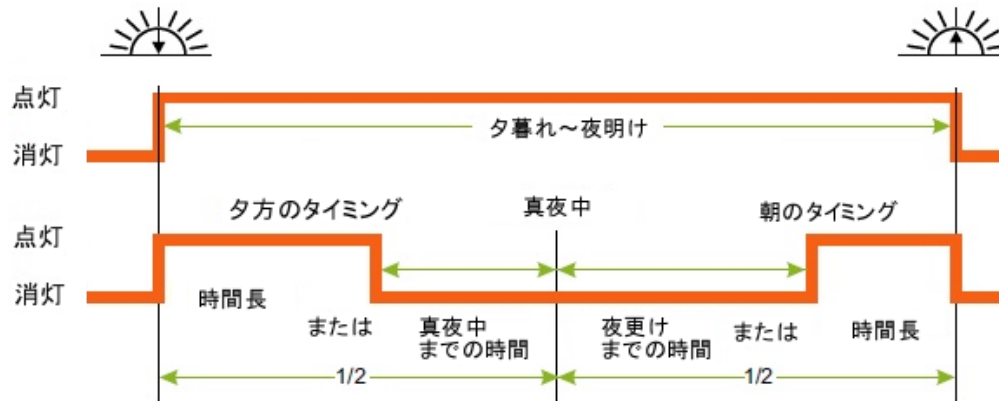 点灯
夕暮れ～夜明け
消灯
夕方のタイミング
真夜中
朝のタイミング
点灯
消灯
時間長
または
真夜中
までの時間
夜更け
までの時間
または
時間長
1/2
1/2